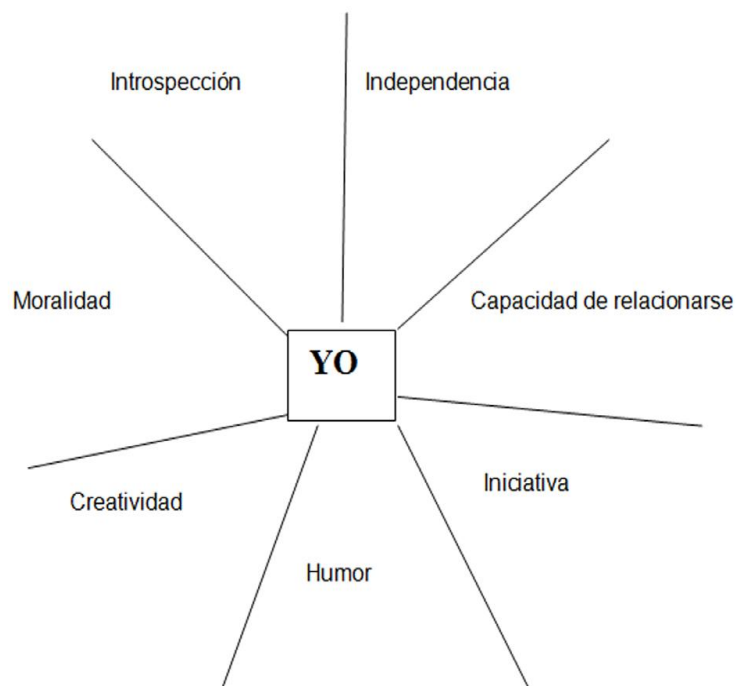 Introspección
Independencia
Moralidad
Capacidad de relacionarse
YO
Creatividad
Iniciativa
Humor